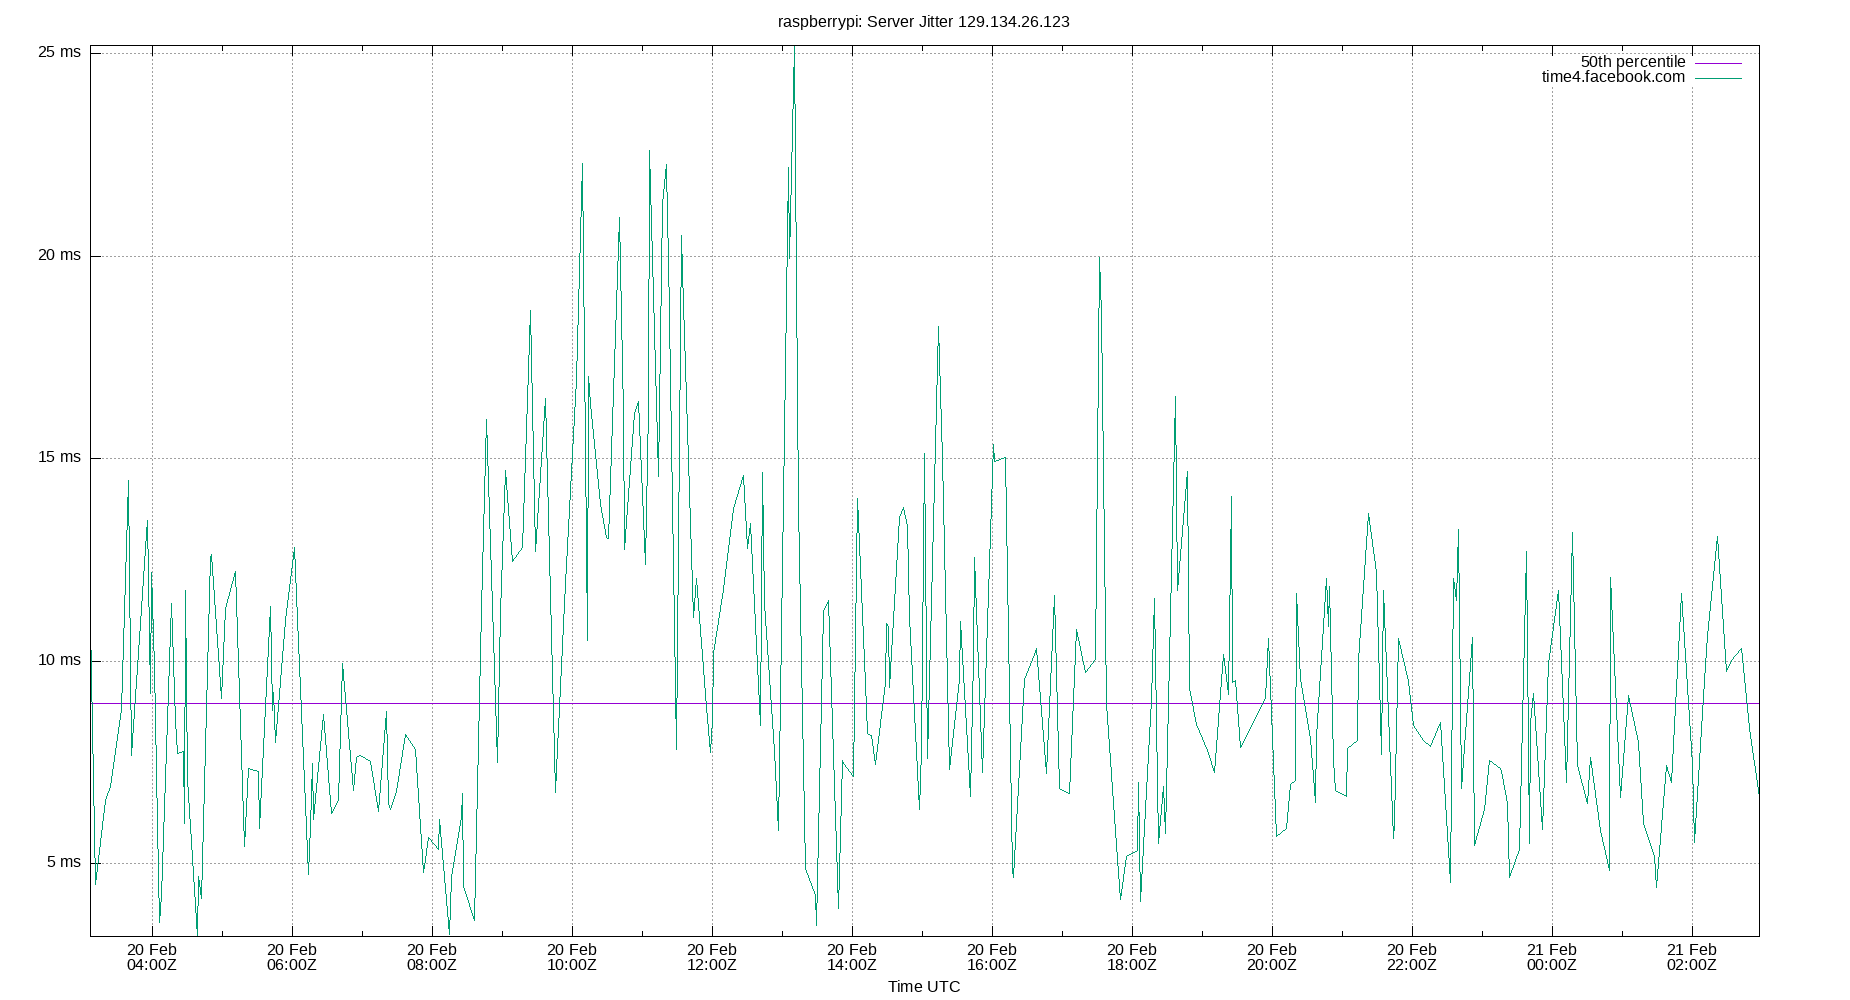 raspberrypi: Server Jitter 129.134.26.123
25 ms
20 ms
15 ms
10 ms
5 ms
50th percentile
time4.facebook.com
20 Feb 20 Feb 20 Feb 20 Feb 20 Feb 20 Feb 20 Feb 20 Feb 20 Feb 20 Feb 21 Feb 21 Feb
04:00Z 06:00Z 08:00Z 10:00Z 12:00Z 14:00Z 16:00Z 18:00Z 20:00Z 22:00Z 00:00Z 02:00Z
Time UTC